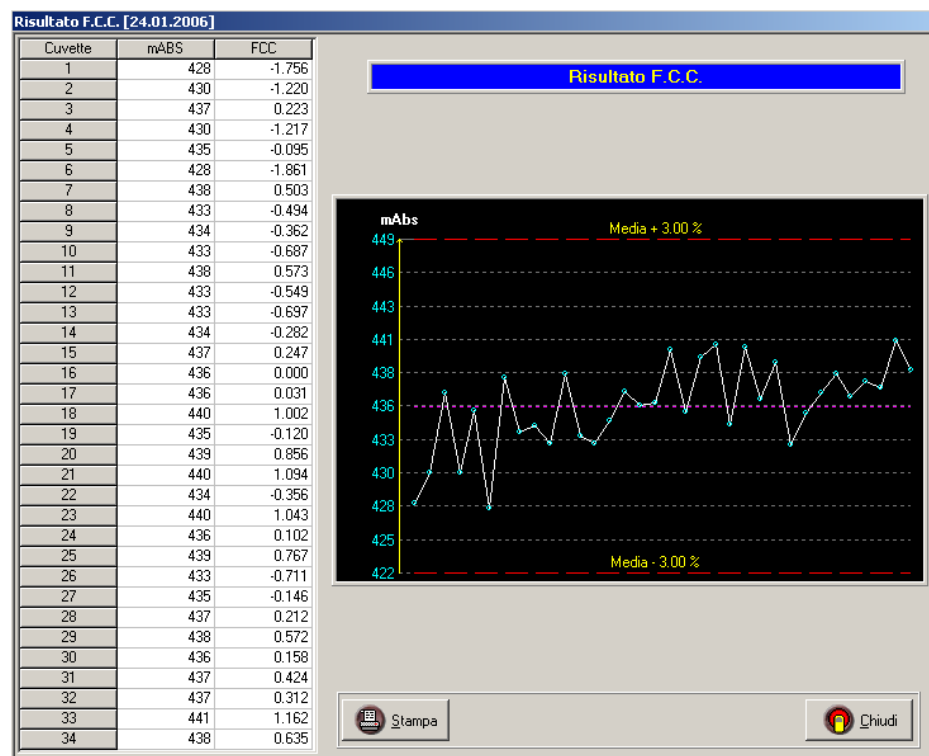 Risultato F.C.C. [24.01.2006]
Cuvette mABS FCC
1 428 -1.756
2 430 -1.220
3 437 0.223
4 430 -1.217
5 435 -0.095
6 428 -1.861
7 438 0.503
8 433 -0.494
9 434 -0.362
10 433 -0.687
11 438 0.573
12 433 -0.549
13 433 -0.697
14 434 -0.282
15 437 0.247
16 436 0.000
17 436 0.031
18 440 1.002
19 435 -0.120
20 439 0.856
21 440 1.094
22 434 -0.356
23 440 1.043
24 436 0.102
25 439 0.767
26 433 -0.711
27 435 -0.146
28 437 0.212
29 438 0.572
30 436 0.158
31 437 0.424
32 437 0.312
33 441 1.162
34 438 0.635
Risultato F.C.C.
mAbs
Media + 3.00 %
449
446
443
441
438
436
433
430
428
425
Media - 3.00 %
422
Stampa
Chiudi